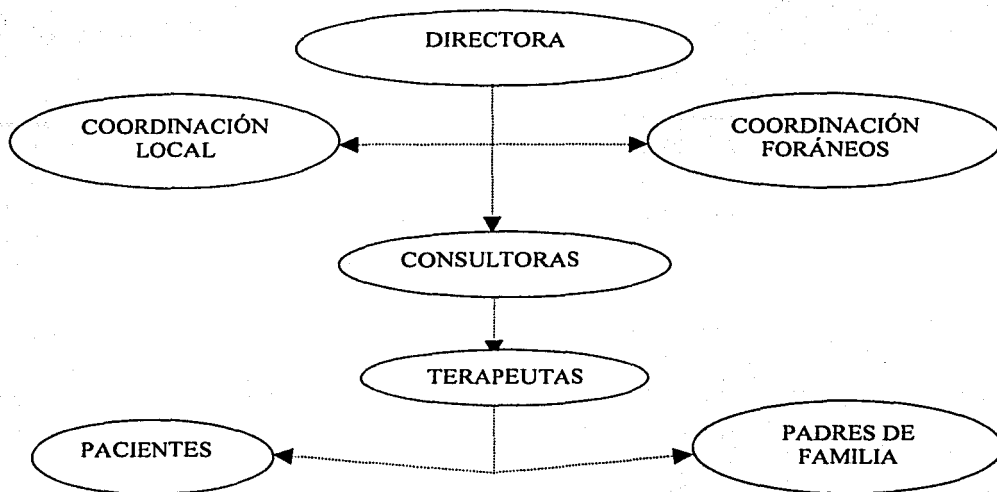 DIRECTORA
COORDINACIÓN
LOCAL
COORDINACIÓN
FORÁNEOS
CONSULTORAS
TERAPEUTAS
PACIENTES
PADRES DE
FAMILIA